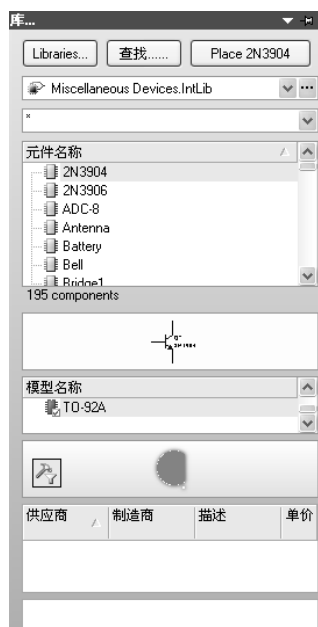 库...
Libraries...
查找......
Place 2N3904
Miscellaneous Devices.IntLib
...
*
元件名称
2N3904
2N3906
ADC-8
Antenna
Battery
Bell
Bridge1
195 components
模型名称
TO-92A
供应商
制造商
描述
单价